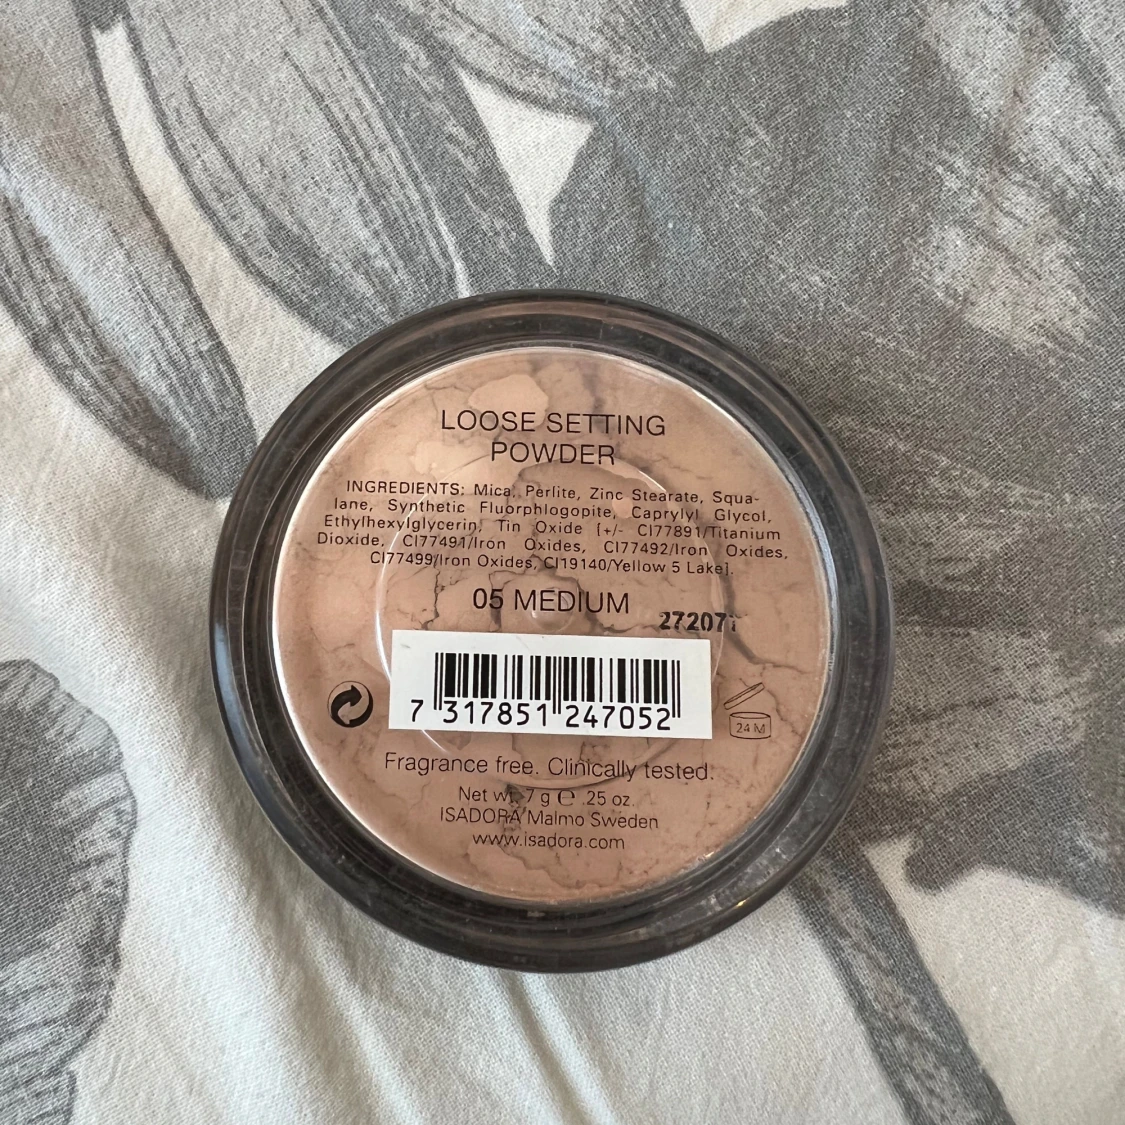 LOOSE SETTING
POWDER
INGREDIENTS: Mica, Perlite, Zinc Stearate, Squa-
lane, Synthetic Fluorphlogopite, Caprylyl Glycol,
Ethylhexylglycerin, Tin Oxide [+/- CI77891/Titanium
Dioxide, CI77491/Iron Oxides, CI77492/Iron Oxides,
CI77499/Iron Oxides, CI19140/Yellow 5 Lake].
05 MEDIUM
7 317851 247052
24 M
Fragrance free. Clinically tested.
Net wt. 7 g ℮ .25 oz.
ISADORA Malmo Sweden
www.isadora.com